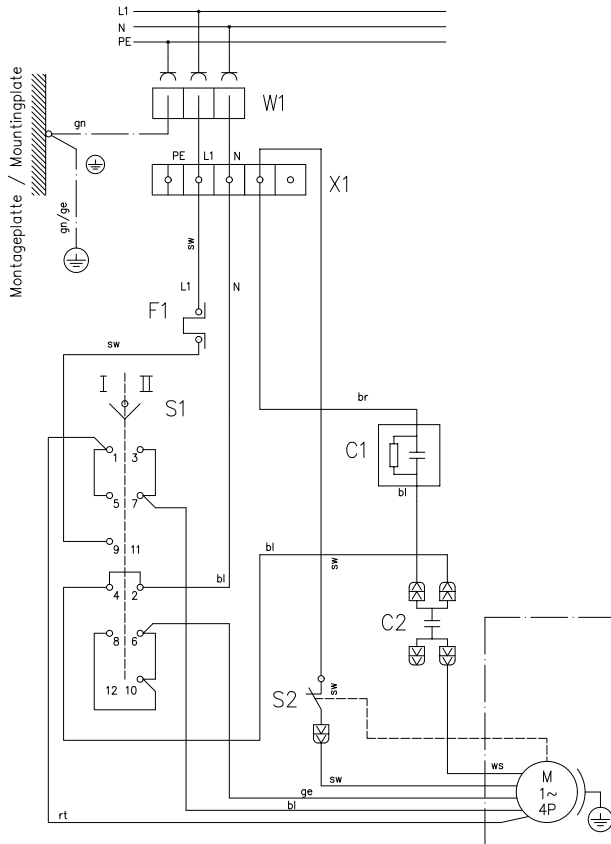 L1
N
PE
W1
gn
Montageplatte / Mountingplate
gn/ge
PE L1 N
X1
sw
L1 N
F1
sw
I II
S1
br
C1
1 3
bl
5 7
9 11
bl
sw
bl
4 2
C2
8 6
12 10
S2
sw
ws
M
1~
4P
sw
ge
bl
rt